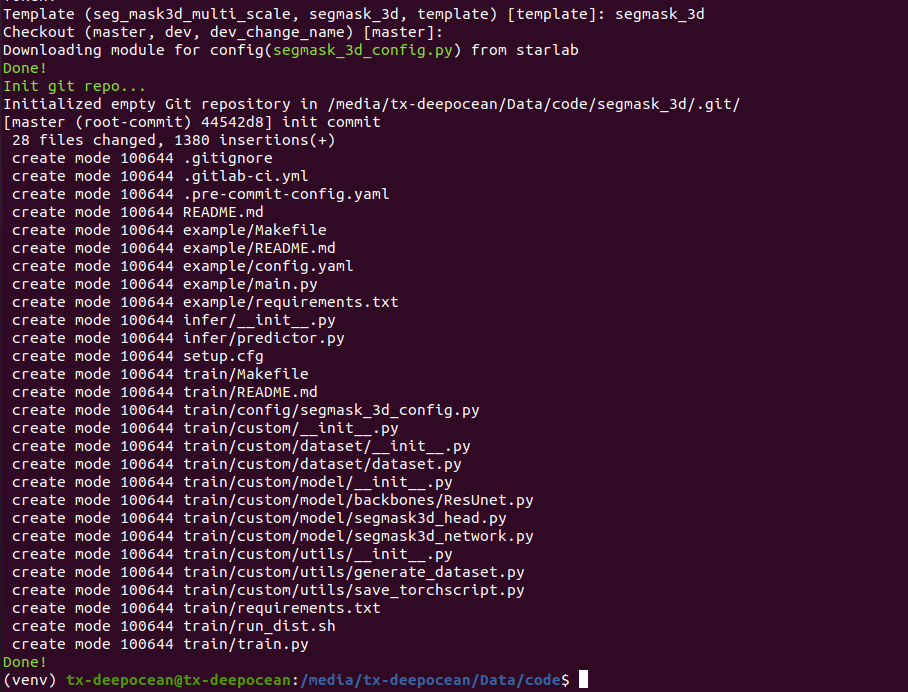 Template (seg_mask3d_multi_scale, segmask_3d, template) [template]: segmask_3d
Checkout (master, dev, dev_change_name) [master]:
Downloading module for config(segmask_3d_config.py) from starlab
Done!
Init git repo...
Initialized empty Git repository in /media/tx-deepocean/Data/code/segmask_3d/.git/
[master (root-commit) 44542d8] init commit
 28 files changed, 1380 insertions(+)
 create mode 100644 .gitignore
 create mode 100644 .gitlab-ci.yml
 create mode 100644 .pre-commit-config.yaml
 create mode 100644 README.md
 create mode 100644 example/Makefile
 create mode 100644 example/README.md
 create mode 100644 example/config.yaml
 create mode 100644 example/main.py
 create mode 100644 example/requirements.txt
 create mode 100644 infer/__init__.py
 create mode 100644 infer/predictor.py
 create mode 100644 setup.cfg
 create mode 100644 train/Makefile
 create mode 100644 train/README.md
 create mode 100644 train/config/segmask_3d_config.py
 create mode 100644 train/custom/__init__.py
 create mode 100644 train/custom/dataset/__init__.py
 create mode 100644 train/custom/dataset/dataset.py
 create mode 100644 train/custom/model/__init__.py
 create mode 100644 train/custom/model/backbones/ResUnet.py
 create mode 100644 train/custom/model/segmask3d_head.py
 create mode 100644 train/custom/model/segmask3d_network.py
 create mode 100644 train/custom/utils/__init__.py
 create mode 100644 train/custom/utils/generate_dataset.py
 create mode 100644 train/custom/utils/save_torchscript.py
 create mode 100644 train/requirements.txt
 create mode 100644 train/run_dist.sh
 create mode 100644 train/train.py
Done!
(venv) tx-deepocean@tx-deepocean:/media/tx-deepocean/Data/code$